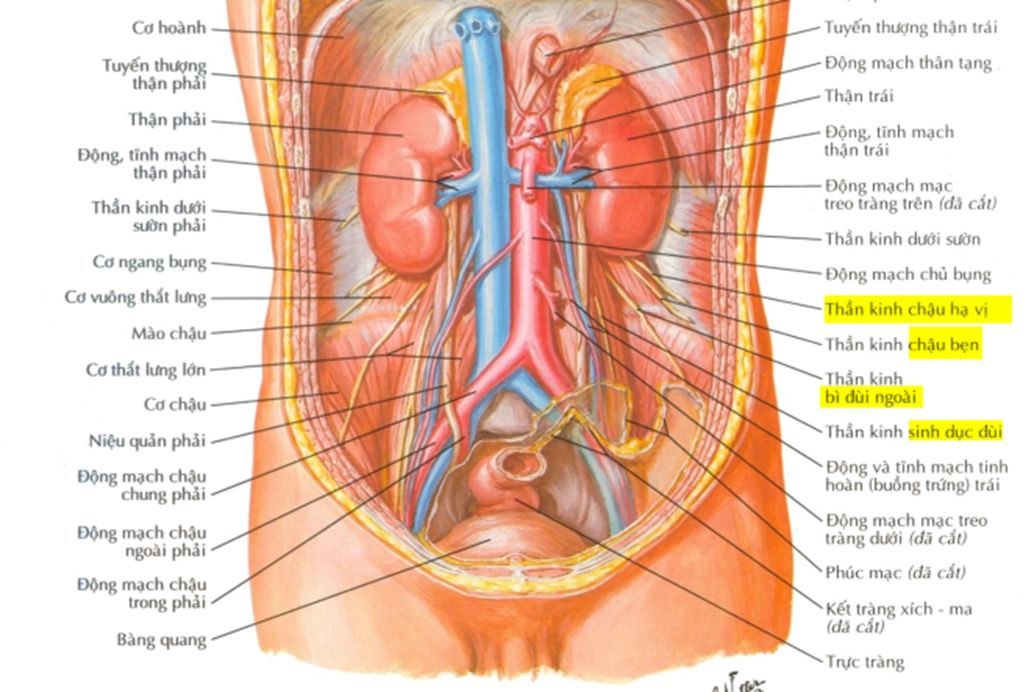 Cơ hoành
Tuyến thượng
thận phải
Thận phải
Động, tĩnh mạch
thận phải
Thần kinh dưới
sườn phải
Cơ ngang bụng
Cơ vuông thắt lưng
Mào chậu
Cơ thắt lưng lớn
Cơ chậu
Niệu quản phải
Động mạch chậu
chung phải
Động mạch chậu
ngoài phải
Động mạch chậu
trong phải
Bàng quang
Tuyến thượng thận trái
Động mạch thân tạng
Thận trái
Động, tĩnh mạch
thận trái
Động mạch mạc
treo tràng trên (đã cắt)
Thần kinh dưới sườn
Động mạch chủ bụng
Thần kinh chậu hạ vị
Thần kinh chậu bẹn
Thần kinh
bì đùi ngoài
Thần kinh sinh dục đùi
Động và tĩnh mạch tinh
hoàn (buồng trứng) trái
Động mạch mạc treo
tràng dưới (đã cắt)
Phúc mạc (đã cắt)
Kết tràng xích - ma
(đã cắt)
Trực tràng